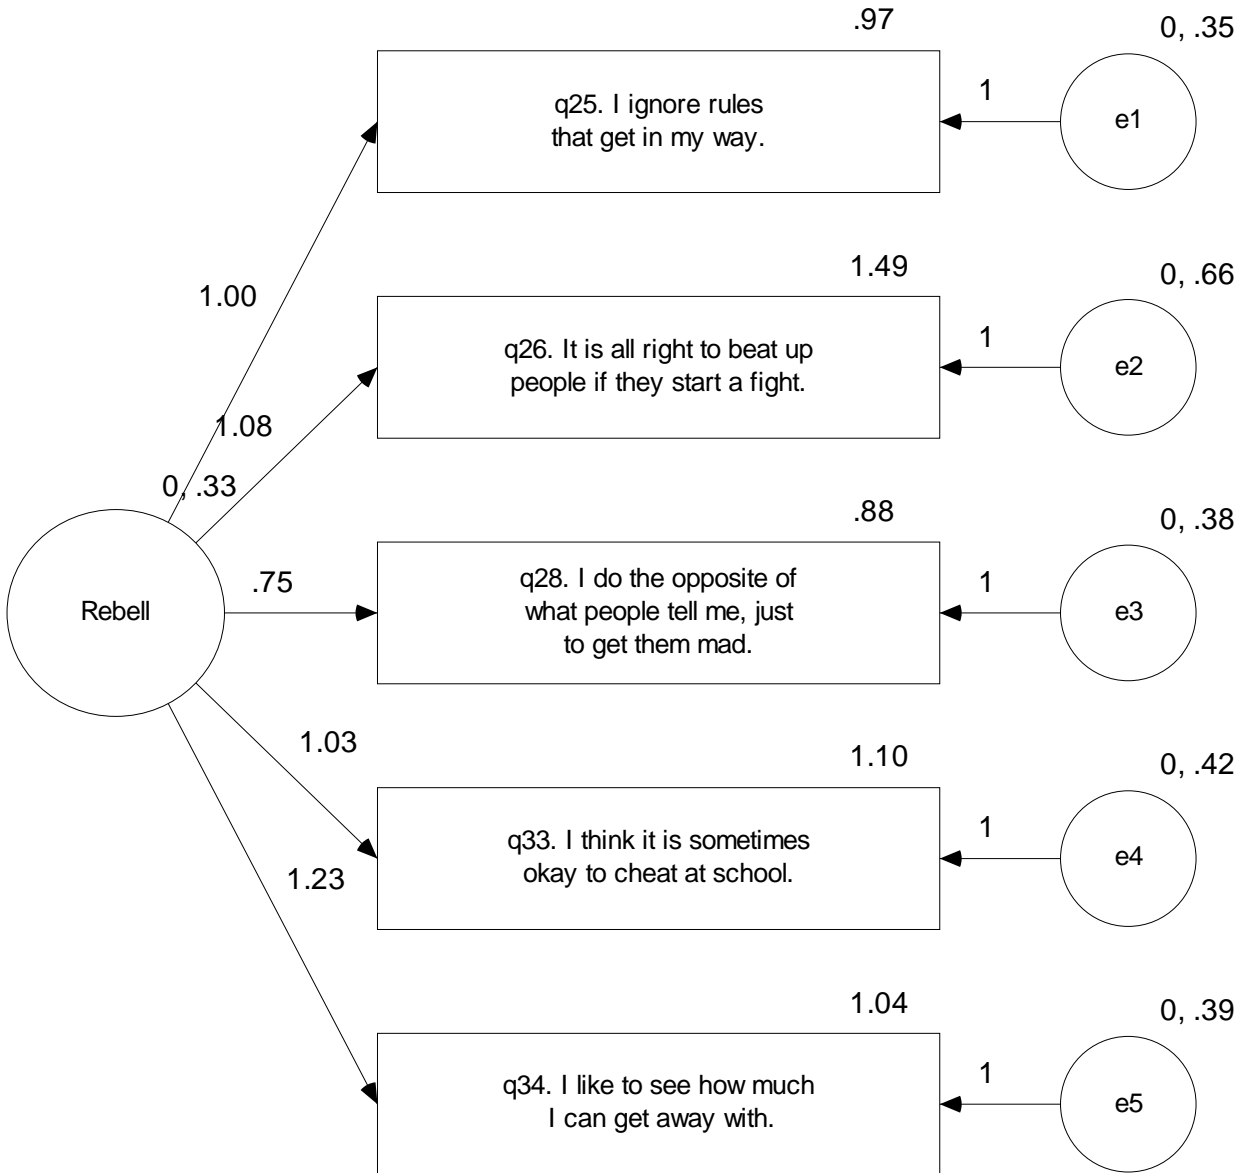 .97
0, .35
q25. I ignore rules
that get in my way.
1
e1
1.00
1.49
0, .66
q26. It is all right to beat up
people if they start a fight.
1
e2
1.08
0, .33
.88
0, .38
Rebell
.75
q28. I do the opposite of
what people tell me, just
to get them mad.
1
e3
1.03
1.10
0, .42
q33. I think it is sometimes
okay to cheat at school.
1
e4
1.23
1.04
0, .39
q34. I like to see how much
I can get away with.
1
e5